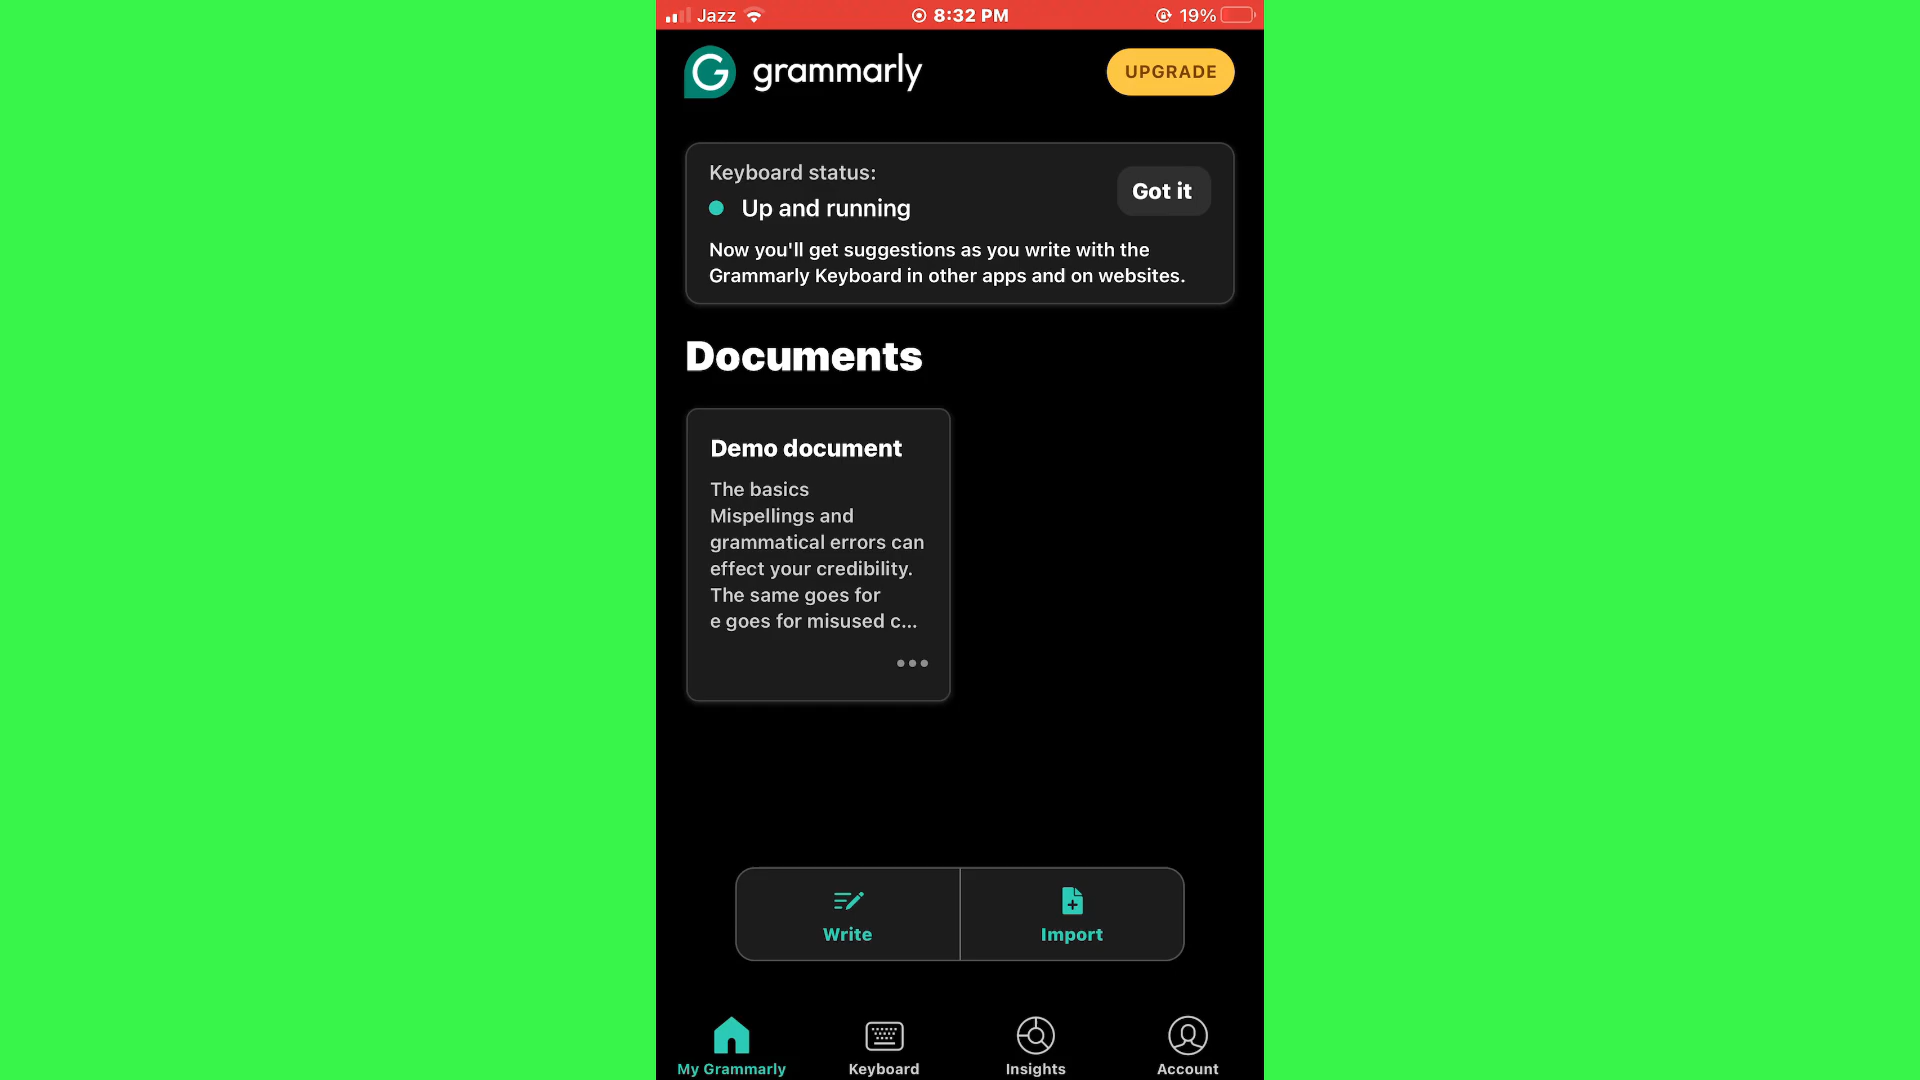 Jazz 8:32 PM 19%
grammarly UPGRADE
Keyboard status:
Up and running
Got it
Now you'll get suggestions as you write with the
Grammarly Keyboard in other apps and on websites.
Documents
Demo document
The basics
Mispellings and
grammatical errors can
effect your credibility.
The same goes for
e goes for misused c...
Write Import
My Grammarly Keyboard Insights Account